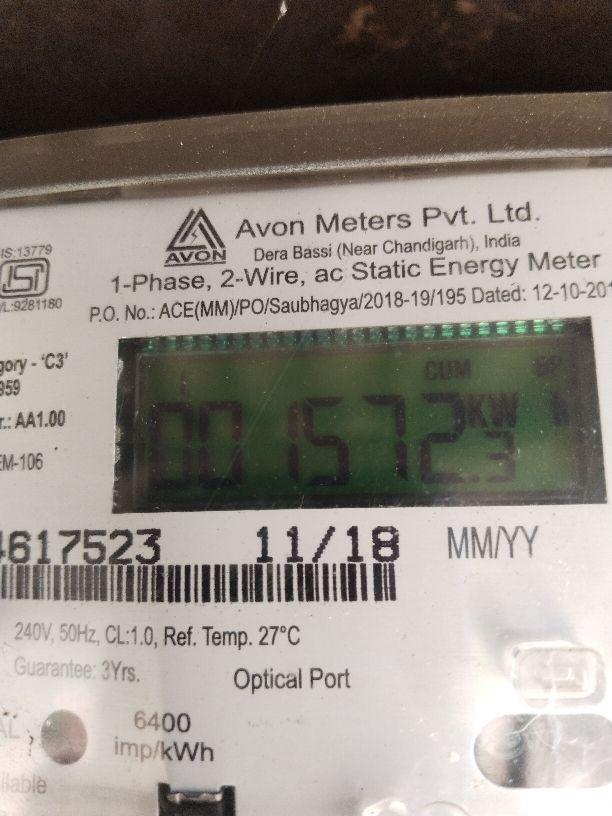 Avon Meters Pvt. Ltd.
AVON
Dera Bassi (Near Chandigarh), India
1-Phase, 2-Wire, ac Static Energy Meter
P.O. No.: ACE(MM)/PO/Saubhagya/2018-19/195 Dated: 12-10-201
IS:13779
/L:9281180
gory - 'C3'
959
r.: AA1.00
EM-106
CUM
001572.3 KW
4617523 11/18 MM/YY
240V, 50Hz, CL:1.0, Ref. Temp. 27°C
Guarantee: 3Yrs.
Optical Port
6400
imp/kWh
AL
ilable